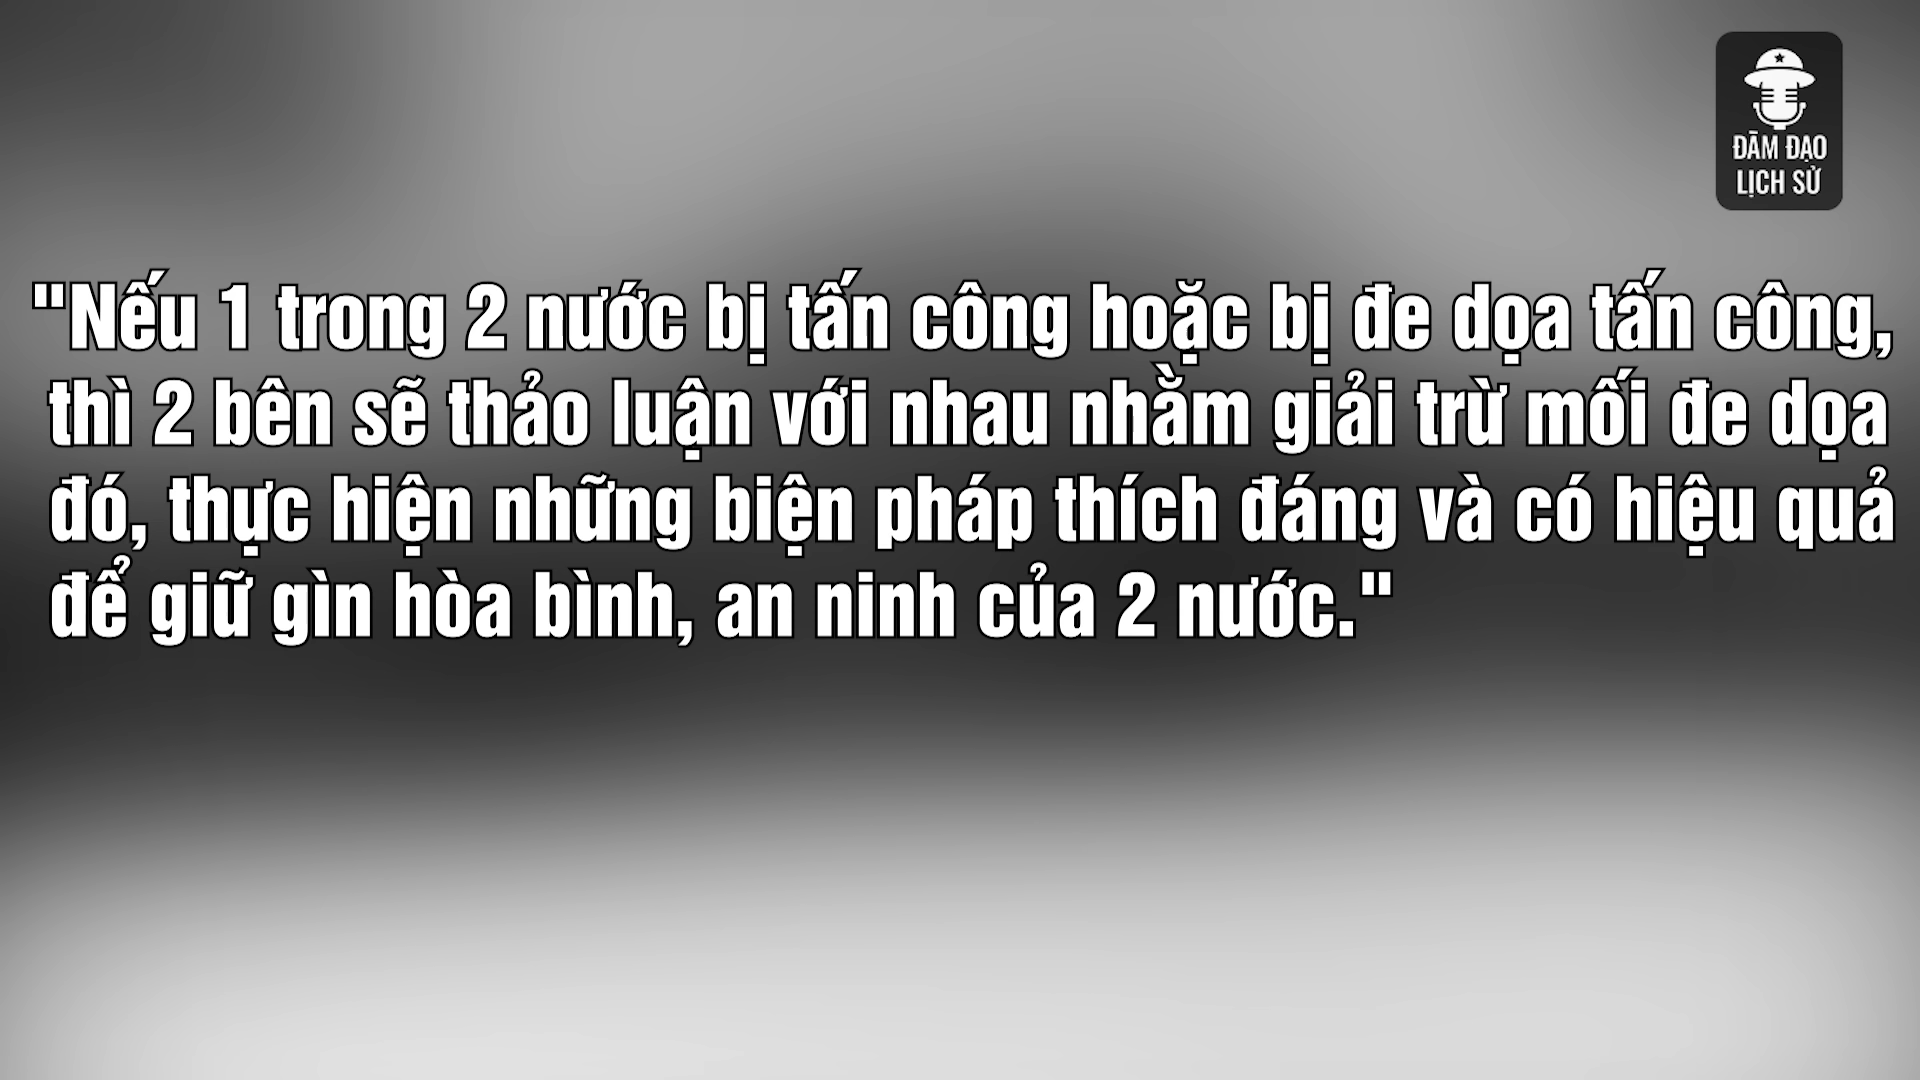 ĐÀM ĐẠO
LỊCH SỬ
"Nếu 1 trong 2 nước bị tấn công hoặc bị đe dọa tấn công,
thì 2 bên sẽ thảo luận với nhau nhằm giải trừ mối đe dọa
đó, thực hiện những biện pháp thích đáng và có hiệu quả
để giữ gìn hòa bình, an ninh của 2 nước."